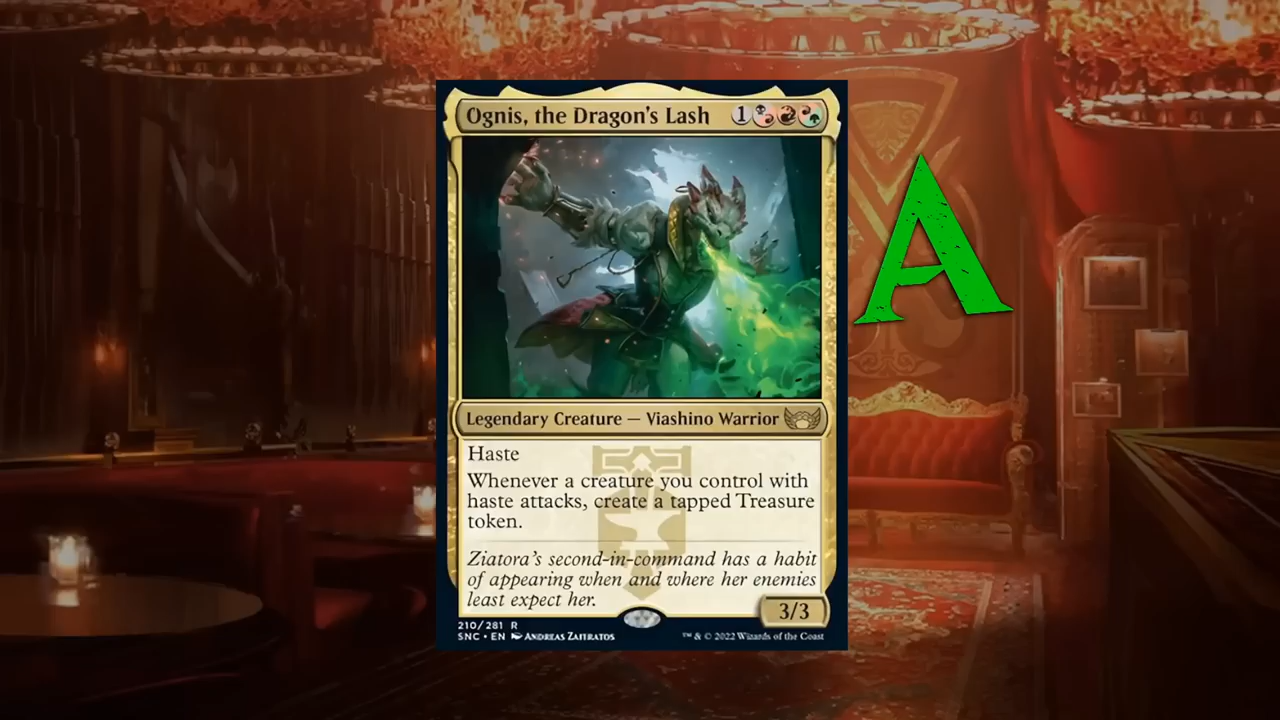 Ognis, the Dragon's Lash 1
A
Legendary Creature — Viashino Warrior
Haste
Whenever a creature you control with
haste attacks, create a tapped Treasure
token.
Ziatora's second-in-command has a habit
of appearing when and where her enemies
least expect her.
3/3
210/281 R
SNC • EN Andreas Zafiratos
™ & © 2022 Wizards of the Coast